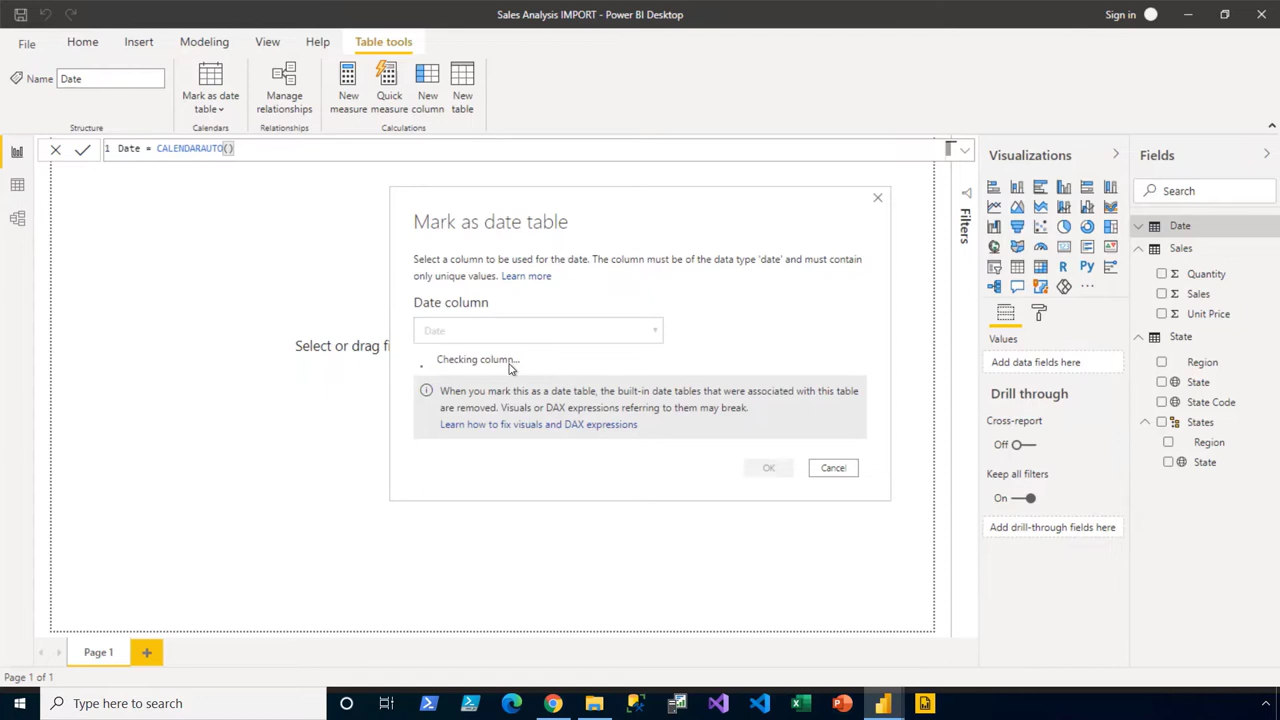 Sales Analysis IMPORT - Power BI Desktop
Sign in
File
Home
Insert
Modeling
View
Help
Table tools
Name
Date
Mark as date
table
Manage
relationships
New
measure
Quick
measure
New
column
New
table
Structure
Calendars
Relationships
Calculations
1 Date = CALENDARAUTO()
Mark as date table
Select a column to be used for the date. The column must be of the data type 'date' and must contain
only unique values. Learn more
Date column
Date
Checking column...
When you mark this as a date table, the built-in date tables that were associated with this table
are removed. Visuals or DAX expressions referring to them may break.
Learn how to fix visuals and DAX expressions
OK
Cancel
Select or drag fi
Filters
Visualizations
R
Py
Values
Add data fields here
Drill through
Cross-report
Off
Keep all filters
On
Add drill-through fields here
Fields
Search
Date
Sales
Quantity
Sales
Unit Price
State
Region
State
State Code
States
Region
State
Page 1
Page 1 of 1
Type here to search